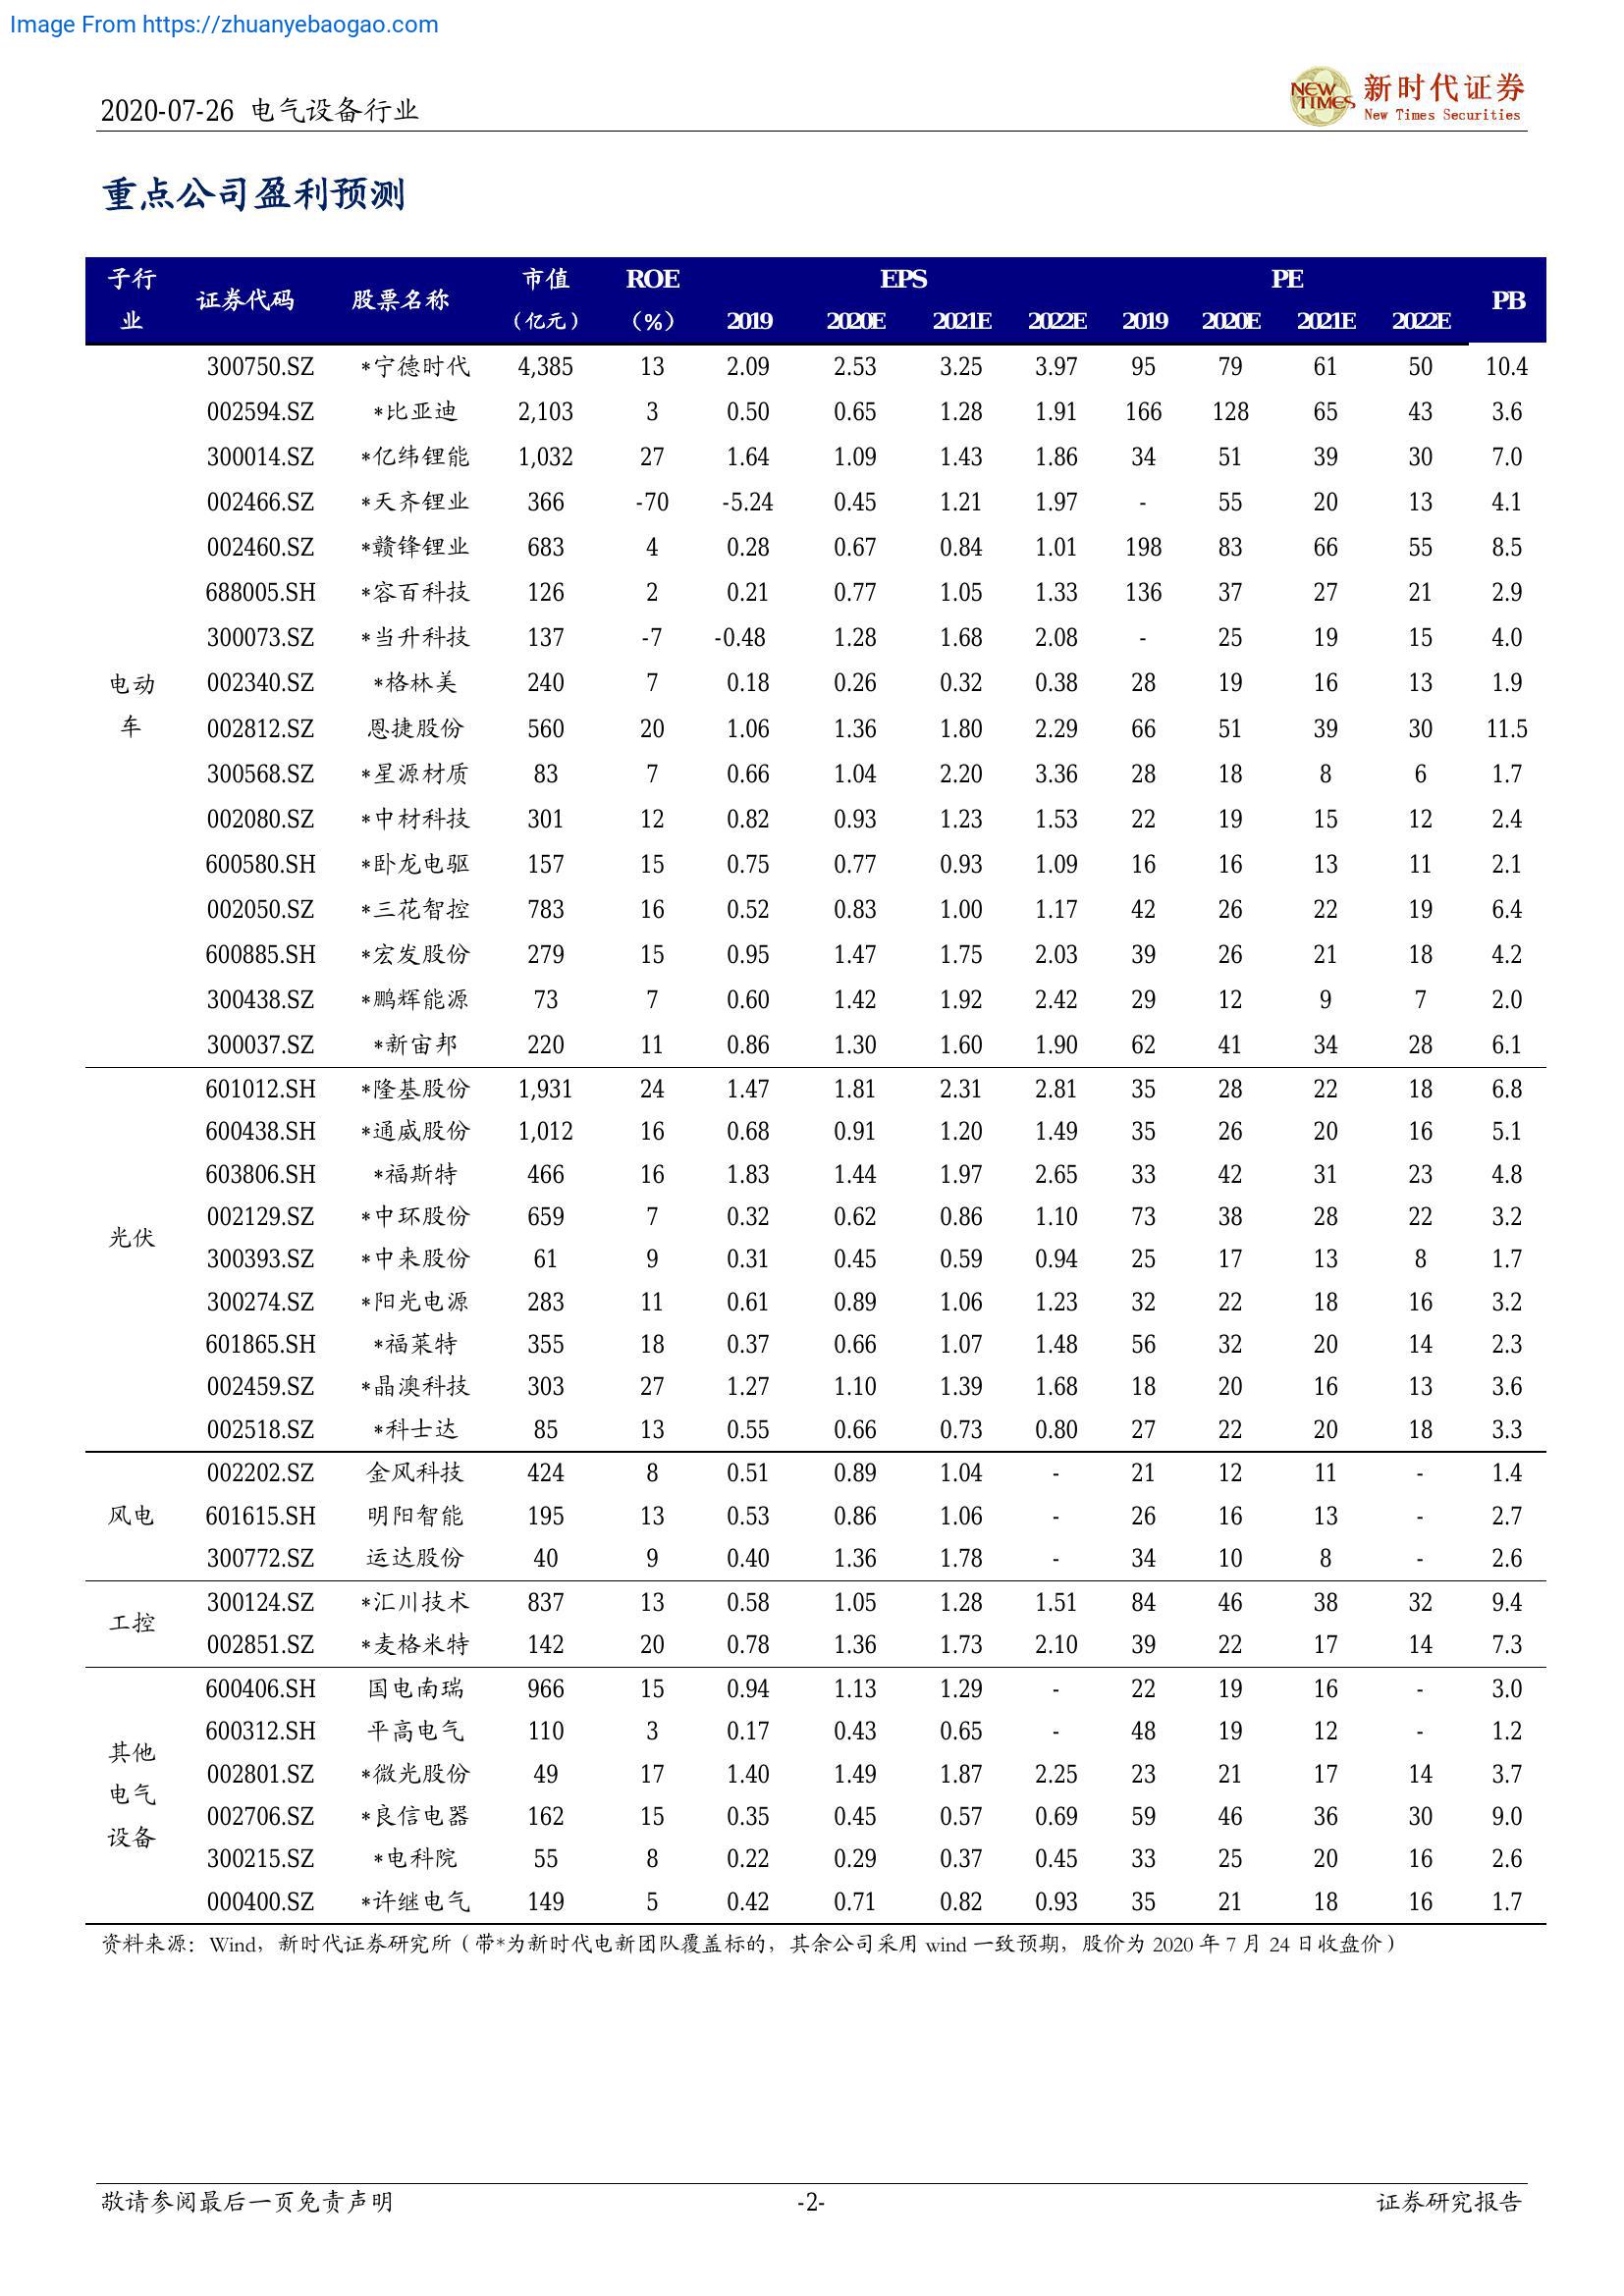 Image From https://zhuanyebaogao.com
2020-07-26 电气设备行业
NEW TIMES 新时代证券
New Times Securities
重点公司盈利预测
子行业 证券代码 股票名称 市值（亿元） ROE（%） EPS PE PB
2019 2020E 2021E 2022E 2019 2020E 2021E 2022E
电动车
300750.SZ *宁德时代 4,385 13 2.09 2.53 3.25 3.97 95 79 61 50 10.4
002594.SZ *比亚迪 2,103 3 0.50 0.65 1.28 1.91 166 128 65 43 3.6
300014.SZ *亿纬锂能 1,032 27 1.64 1.09 1.43 1.86 34 51 39 30 7.0
002466.SZ *天齐锂业 366 -70 -5.24 0.45 1.21 1.97 - 55 20 13 4.1
002460.SZ *赣锋锂业 683 4 0.28 0.67 0.84 1.01 198 83 66 55 8.5
688005.SH *容百科技 126 2 0.21 0.77 1.05 1.33 136 37 27 21 2.9
300073.SZ *当升科技 137 -7 -0.48 1.28 1.68 2.08 - 25 19 15 4.0
002340.SZ *格林美 240 7 0.18 0.26 0.32 0.38 28 19 16 13 1.9
002812.SZ 恩捷股份 560 20 1.06 1.36 1.80 2.29 66 51 39 30 11.5
300568.SZ *星源材质 83 7 0.66 1.04 2.20 3.36 28 18 8 6 1.7
002080.SZ *中材科技 301 12 0.82 0.93 1.23 1.53 22 19 15 12 2.4
600580.SH *卧龙电驱 157 15 0.75 0.77 0.93 1.09 16 16 13 11 2.1
002050.SZ *三花智控 783 16 0.52 0.83 1.00 1.17 42 26 22 19 6.4
600885.SH *宏发股份 279 15 0.95 1.47 1.75 2.03 39 26 21 18 4.2
300438.SZ *鹏辉能源 73 7 0.60 1.42 1.92 2.42 29 12 9 7 2.0
300037.SZ *新宙邦 220 11 0.86 1.30 1.60 1.90 62 41 34 28 6.1
光伏
601012.SH *隆基股份 1,931 24 1.47 1.81 2.31 2.81 35 28 22 18 6.8
600438.SH *通威股份 1,012 16 0.68 0.91 1.20 1.49 35 26 20 16 5.1
603806.SH *福斯特 466 16 1.83 1.44 1.97 2.65 33 42 31 23 4.8
002129.SZ *中环股份 659 7 0.32 0.62 0.86 1.10 73 38 28 22 3.2
300393.SZ *中来股份 61 9 0.31 0.45 0.59 0.94 25 17 13 8 1.7
300274.SZ *阳光电源 283 11 0.61 0.89 1.06 1.23 32 22 18 16 3.2
601865.SH *福莱特 355 18 0.37 0.66 1.07 1.48 56 32 20 14 2.3
002459.SZ *晶澳科技 303 27 1.27 1.10 1.39 1.68 18 20 16 13 3.6
002518.SZ *科士达 85 13 0.55 0.66 0.73 0.80 27 22 20 18 3.3
风电
002202.SZ 金风科技 424 8 0.51 0.89 1.04 - 21 12 11 - 1.4
601615.SH 明阳智能 195 13 0.53 0.86 1.06 - 26 16 13 - 2.7
300772.SZ 运达股份 40 9 0.40 1.36 1.78 - 34 10 8 - 2.6
工控
300124.SZ *汇川技术 837 13 0.58 1.05 1.28 1.51 84 46 38 32 9.4
002851.SZ *麦格米特 142 20 0.78 1.36 1.73 2.10 39 22 17 14 7.3
其他电气设备
600406.SH 国电南瑞 966 15 0.94 1.13 1.29 - 22 19 16 - 3.0
600312.SH 平高电气 110 3 0.17 0.43 0.65 - 48 19 12 - 1.2
002801.SZ *微光股份 49 17 1.40 1.49 1.87 2.25 23 21 17 14 3.7
002706.SZ *良信电器 162 15 0.35 0.45 0.57 0.69 59 46 36 30 9.0
300215.SZ *电科院 55 8 0.22 0.29 0.37 0.45 33 25 20 16 2.6
000400.SZ *许继电气 149 5 0.42 0.71 0.82 0.93 35 21 18 16 1.7
资料来源：Wind，新时代证券研究所（带*为新时代电新团队覆盖标的，其余公司采用 wind 一致预期，股价为 2020 年 7 月 24 日收盘价）
敬请参阅最后一页免责声明 -2- 证券研究报告